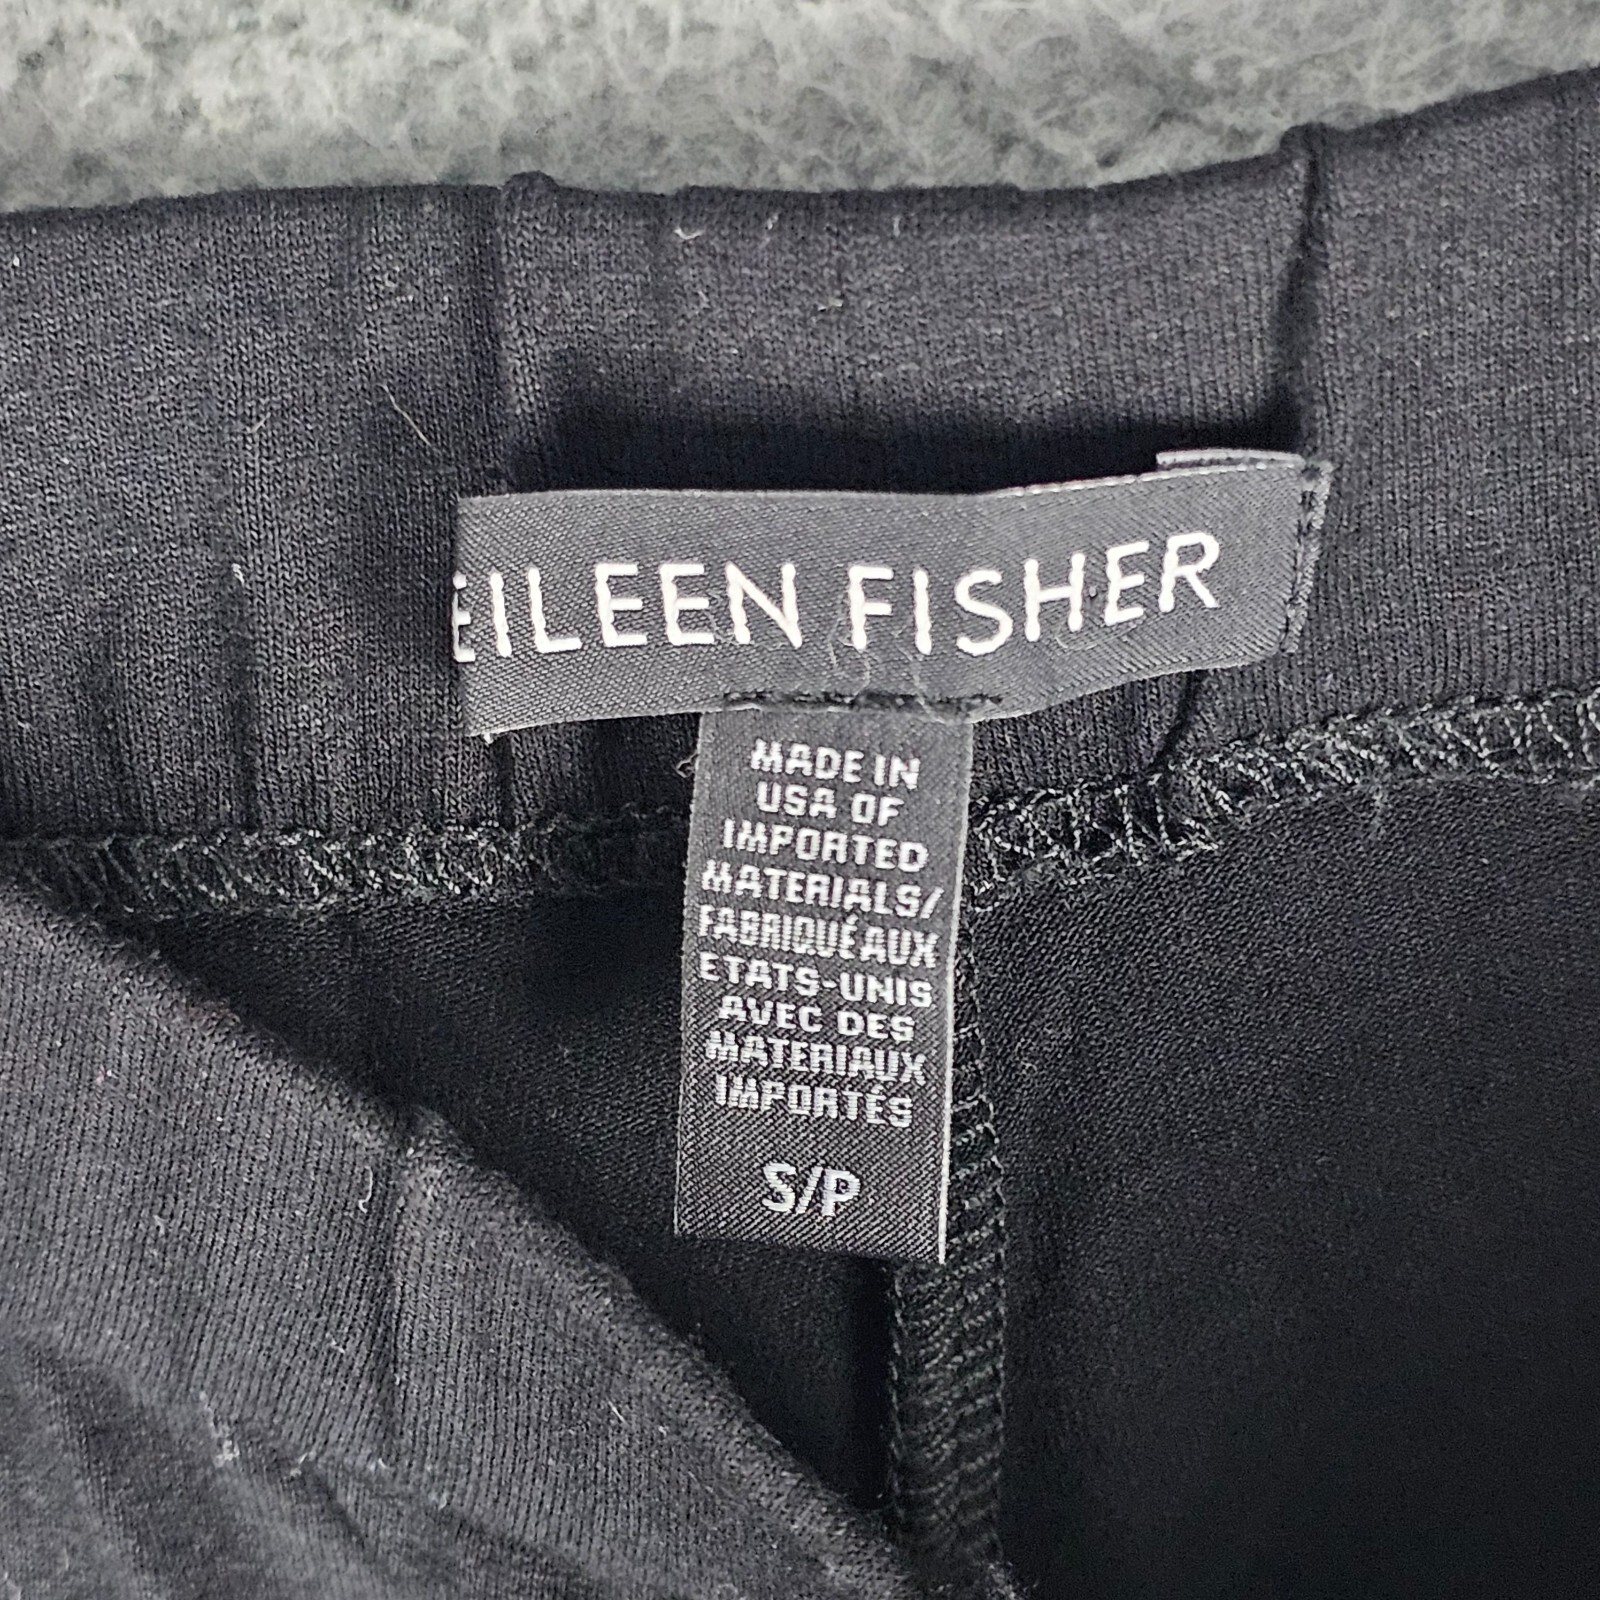 EILEEN FISHER
MADE IN
USA OF
IMPORTED
MATERIALS/
FABRIQUÉ AUX
ETATS-UNIS
AVEC DES
MATERIAUX
IMPORTÉS
S/P